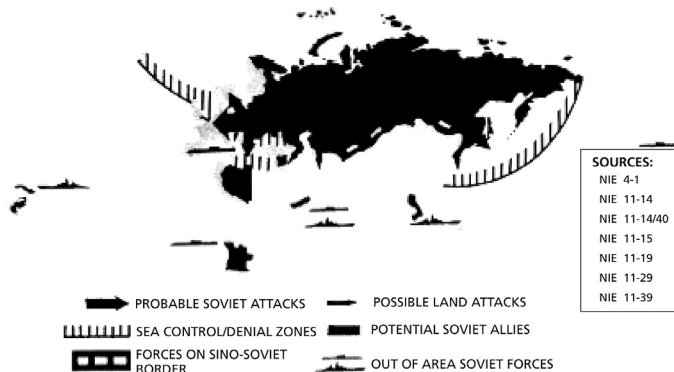 SOURCES:
NIE 4-1
NIE 11-14
NIE 11-14/40
NIE 11-15
NIE 11-19
NIE 11-29
NIE 11-39
PROBABLE SOVIET ATTACKS
POSSIBLE LAND ATTACKS
SEA CONTROL/DENIAL ZONES
POTENTIAL SOVIET ALLIES
FORCES ON SINO-SOVIET
BORDER
OUT OF AREA SOVIET FORCES